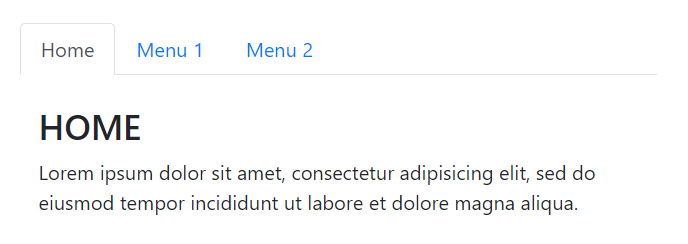 Home Menu 1 Menu 2
HOME
Lorem ipsum dolor sit amet, consectetur adipisicing elit, sed do
eiusmod tempor incididunt ut labore et dolore magna aliqua.